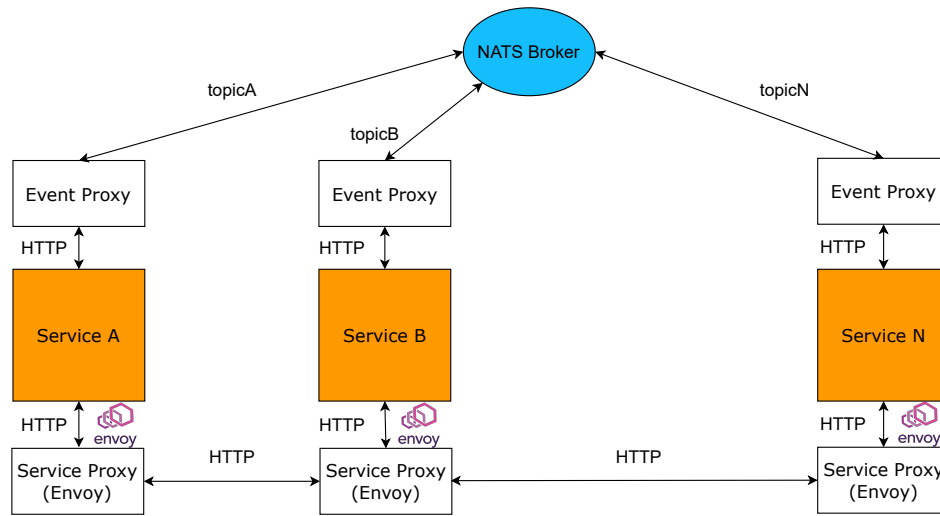 NATS Broker
topicA
topicN
topicB
Event Proxy
Event Proxy
Event Proxy
HTTP
HTTP
HTTP
Service A
Service B
Service N
HTTP
envoy
HTTP
envoy
HTTP
envoy
Service Proxy
(Envoy)
HTTP
Service Proxy
(Envoy)
HTTP
Service Proxy
(Envoy)